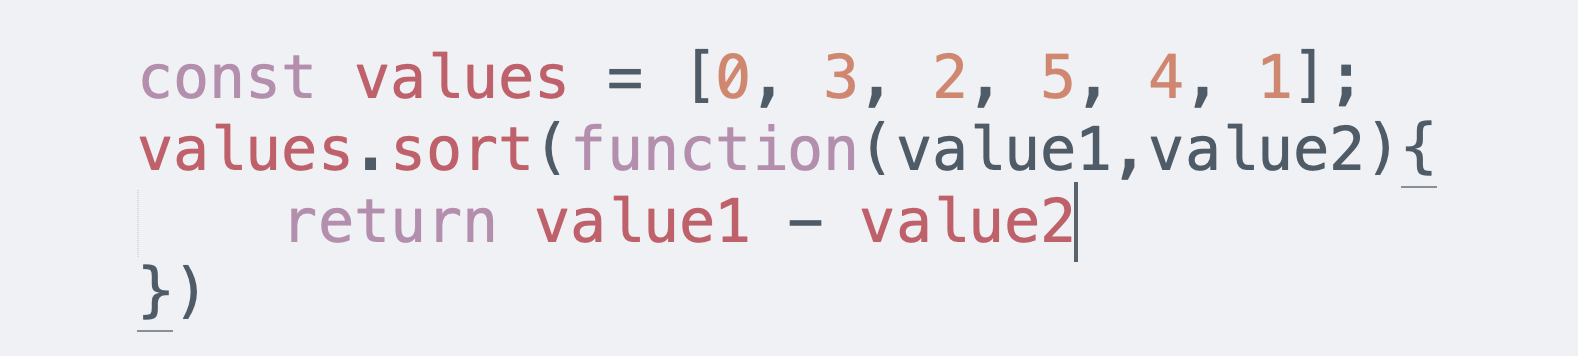 const values = [0, 3, 2, 5, 4, 1];
values.sort(function(value1,value2){
    return value1 - value2
})